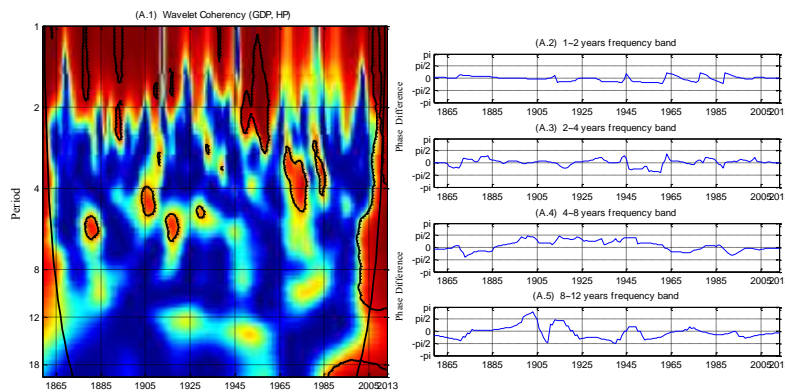 (A.1) Wavelet Coherency (GDP, HP)
1
2
4
8
12
18
Period
1865 1885 1905 1925 1945 1965 1985 2005 2013
(A.2) 1~2 years frequency band
pi
pi/2
0
-pi/2
-pi
1865 1885 1905 1925 1945 1965 1985 2005 201
Phase Difference
(A.3) 2~4 years frequency band
pi
pi/2
0
-pi/2
-pi
1865 1885 1905 1925 1945 1965 1985 2005 201
(A.4) 4~8 years frequency band
pi
pi/2
0
-pi/2
-pi
1865 1885 1905 1925 1945 1965 1985 2005 201
Phase Difference
(A.5) 8~12 years frequency band
pi
pi/2
0
-pi/2
-pi
1865 1885 1905 1925 1945 1965 1985 2005 201